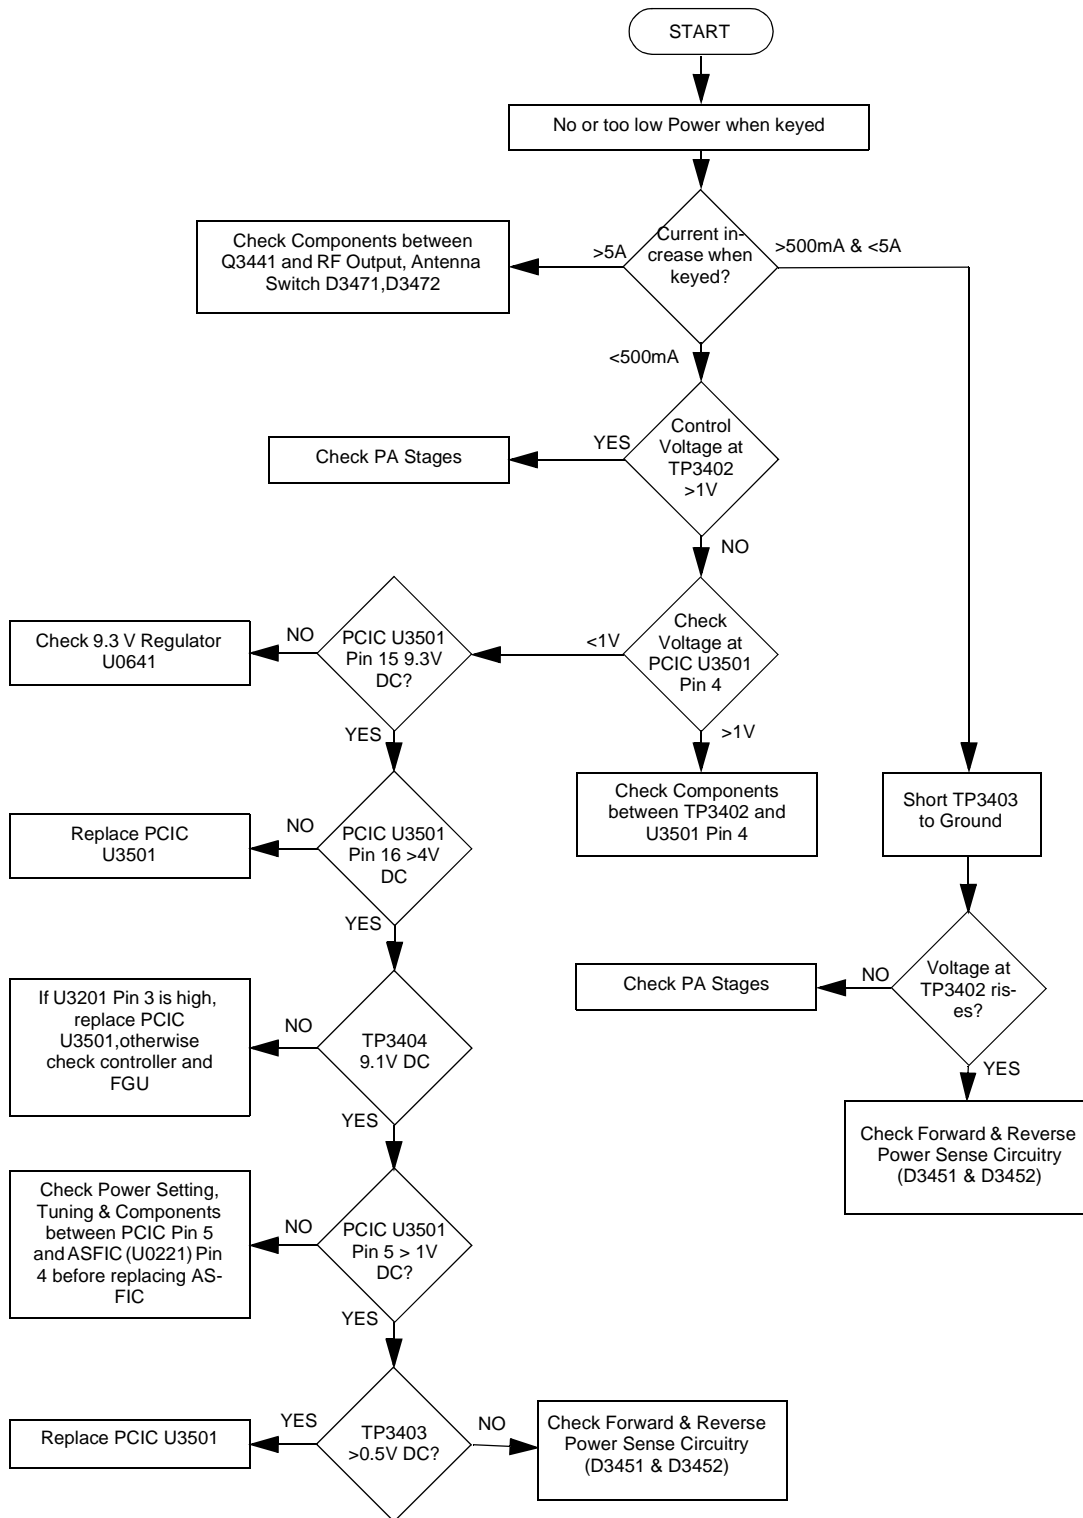 START
No or too low Power when keyed
Current in-
crease when
keyed?
>5A
>500mA & <5A
Check Components between
Q3441 and RF Output, Antenna
Switch D3471,D3472
<500mA
Control
Voltage at
TP3402
>1V
YES
Check PA Stages
NO
Check
Voltage at
PCIC U3501
Pin 4
<1V
PCIC U3501
Pin 15 9.3V
DC?
NO
Check 9.3 V Regulator
U0641
>1V
Check Components
between TP3402 and
U3501 Pin 4
Short TP3403
to Ground
YES
PCIC U3501
Pin 16 >4V
DC
NO
Replace PCIC
U3501
YES
Voltage at
TP3402 ris-
es?
NO
Check PA Stages
YES
Check Forward & Reverse
Power Sense Circuitry
(D3451 & D3452)
TP3404
9.1V DC
NO
If U3201 Pin 3 is high,
replace PCIC
U3501,otherwise
check controller and
FGU
YES
PCIC U3501
Pin 5 > 1V
DC?
NO
Check Power Setting,
Tuning & Components
between PCIC Pin 5
and ASFIC (U0221) Pin
4 before replacing AS-
FIC
YES
TP3403
>0.5V DC?
YES
Replace PCIC U3501
NO
Check Forward & Reverse
Power Sense Circuitry
(D3451 & D3452)